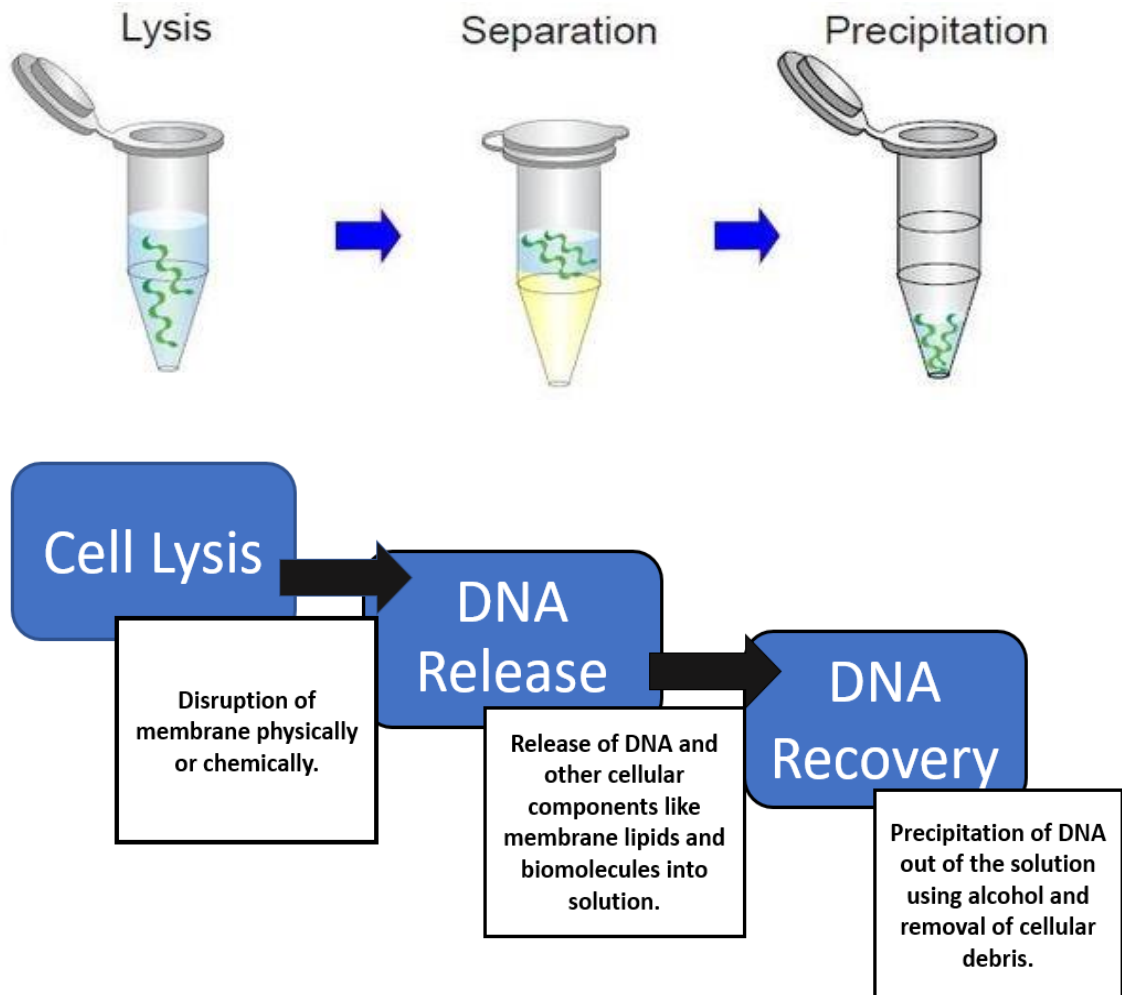 Lysis
Separation
Precipitation
Cell Lysis
Disruption of
membrane physically
or chemically.
DNA
Release
Release of DNA and
other cellular
components like
membrane lipids and
biomolecules into
solution.
DNA
Recovery
Precipitation of DNA
out of the solution
using alcohol and
removal of cellular
debris.